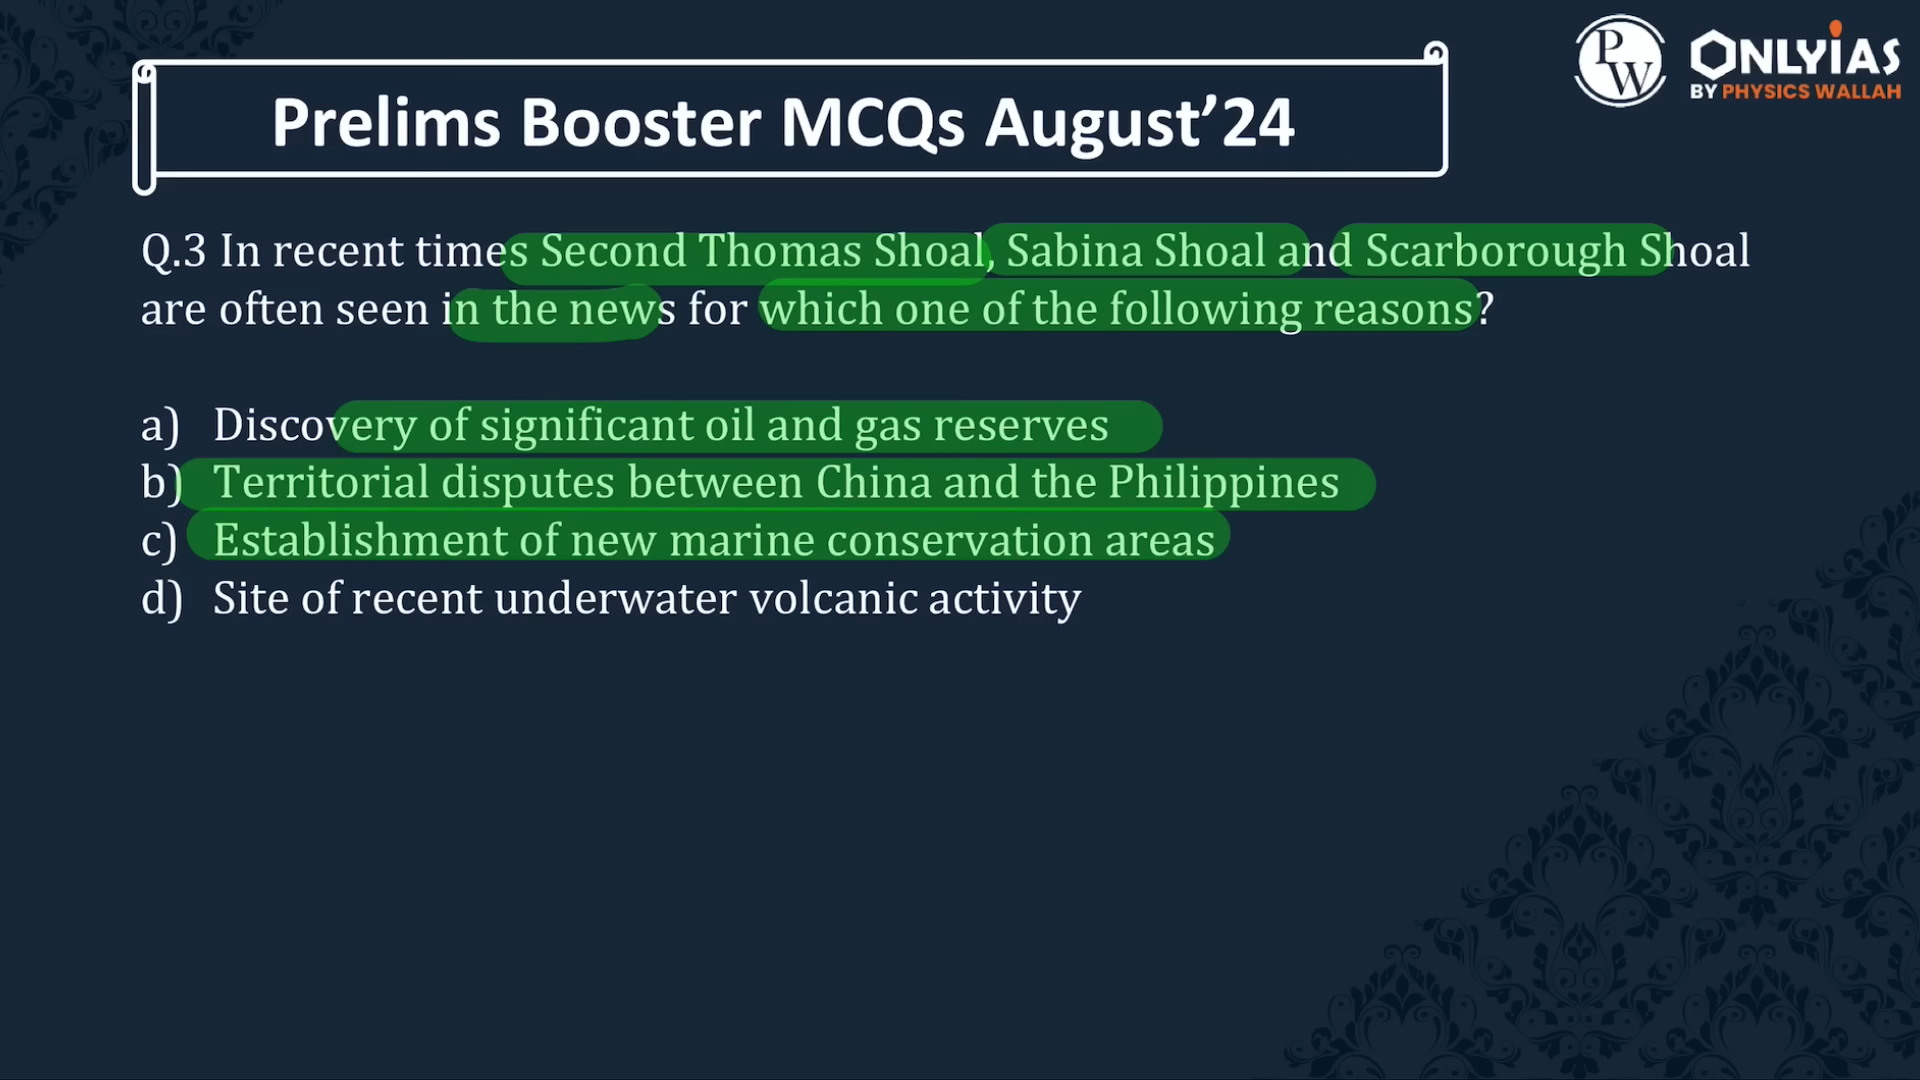 Prelims Booster MCQs August’24
PW
ONLYiAS
BY PHYSICS WALLAH
Q.3 In recent times Second Thomas Shoal, Sabina Shoal and Scarborough Shoal
are often seen in the news for which one of the following reasons?
a) Discovery of significant oil and gas reserves
b) Territorial disputes between China and the Philippines
c) Establishment of new marine conservation areas
d) Site of recent underwater volcanic activity